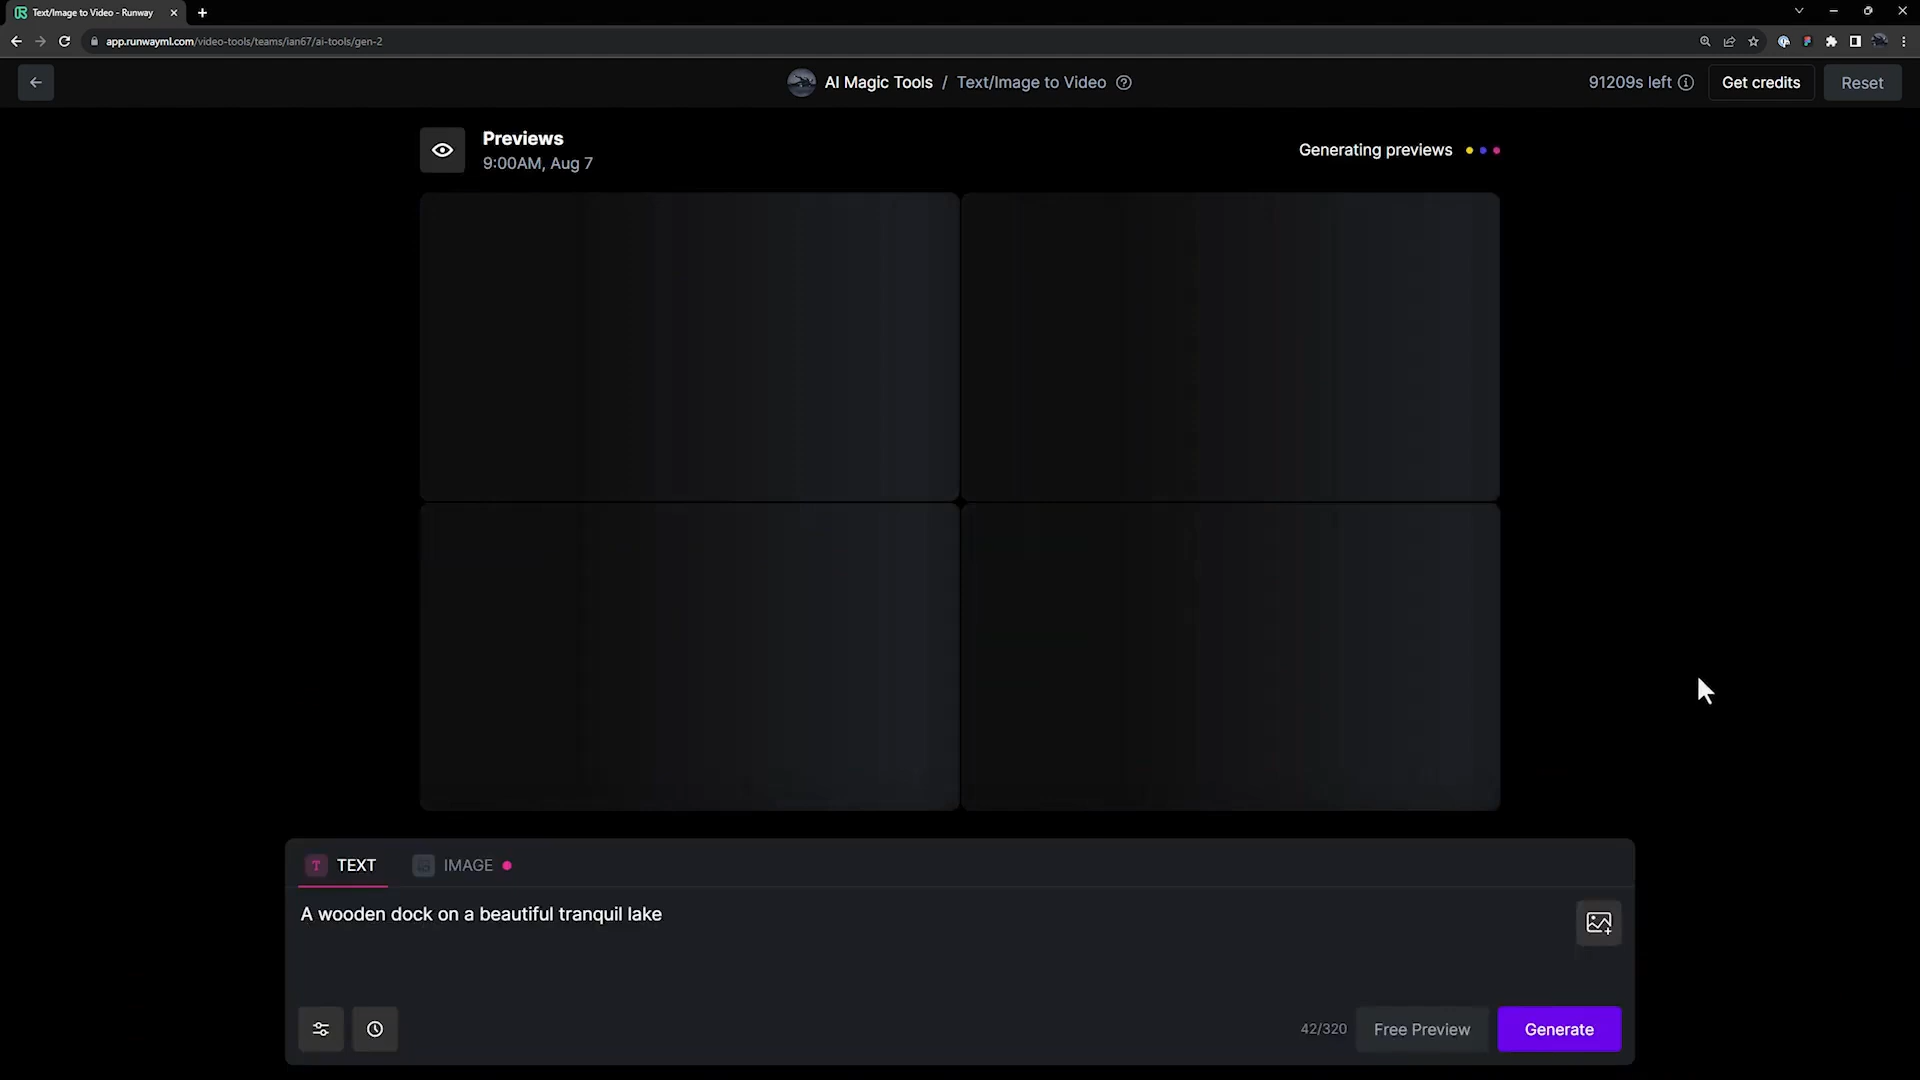 Text/Image to Video - Runway
app.runwayml.com/video-tools/teams/ian67/ai-tools/gen-2
AI Magic Tools / Text/Image to Video
91209s left
Get credits
Reset
Previews
9:00AM, Aug 7
Generating previews
T TEXT
IMAGE
A wooden dock on a beautiful tranquil lake
42/320
Free Preview
Generate